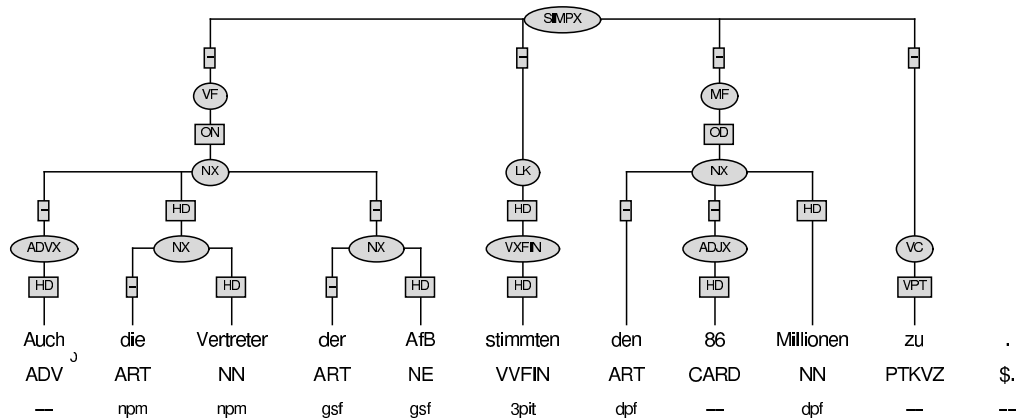 SIMPX
- - - -
VF MF
ON OD
NX LK NX
- HD - HD - - HD
ADVX NX NX VXFIN ADJX VC
HD - HD - HD HD HD VPT
Auch die Vertreter der AfB stimmten den 86 Millionen zu .
J
ADV ART NN ART NE VVFIN ART CARD NN PTKVZ $.
-- npm npm gsf gsf 3pit dpf -- dpf -- --